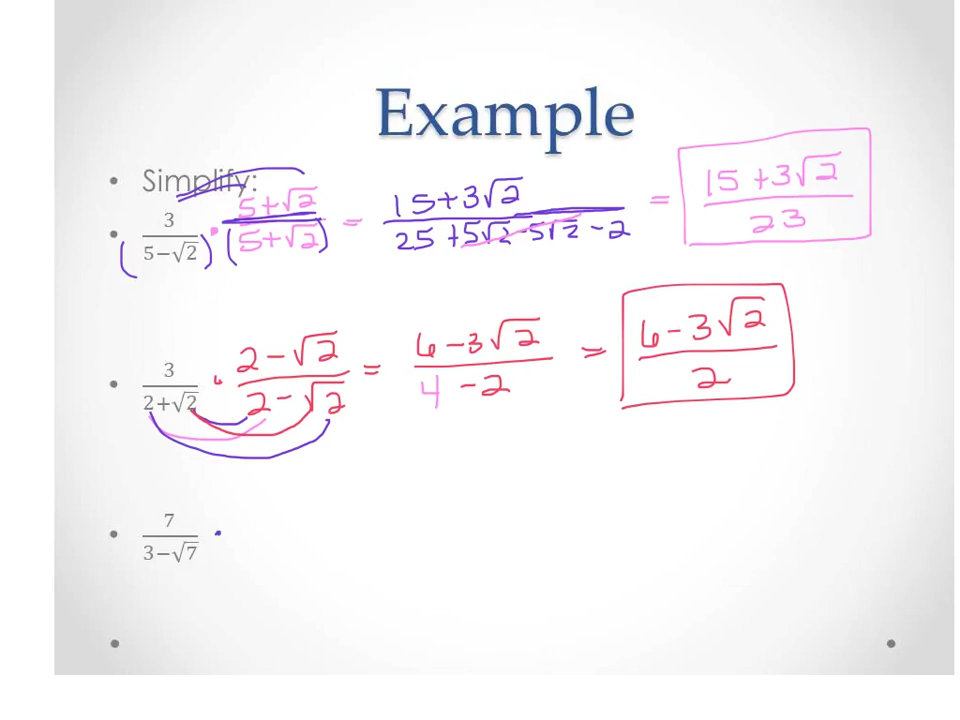 Example
• Simplify:
• (3/(5−√2)) · (5+√2)/(5+√2) = (15+3√2)/(25+5√2-5√2-2) = (15+3√2)/23
• 3/(2+√2) · (2-√2)/(2-√2) = (6-3√2)/(4-2) = (6-3√2)/2
• 7/(3−√7) ·